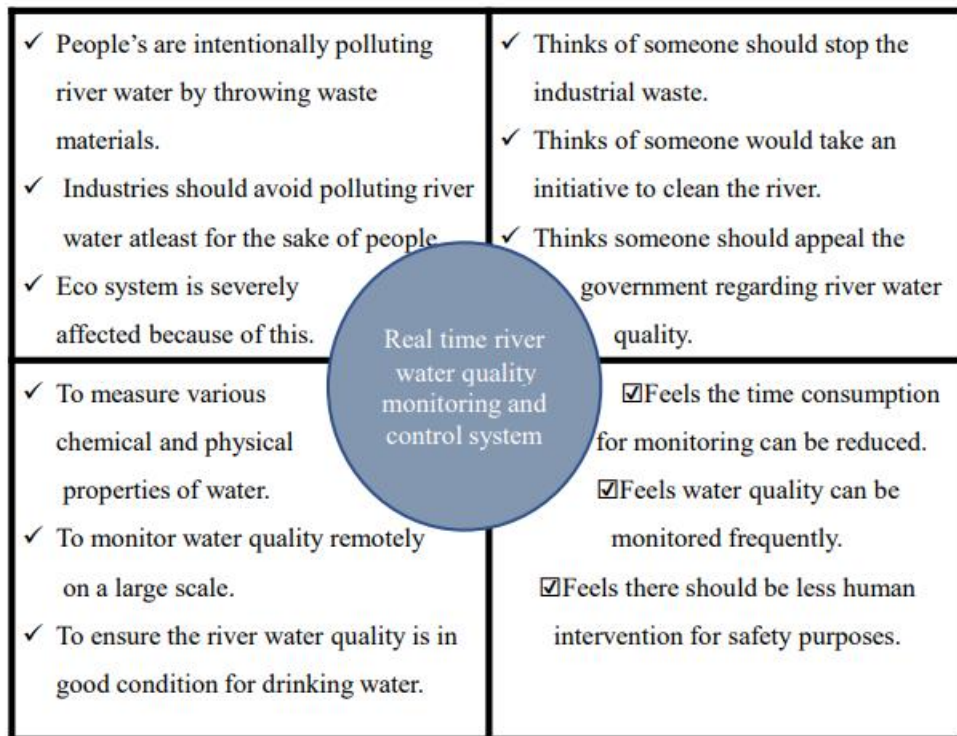 ✓ People's are intentionally polluting
river water by throwing waste
materials.
✓ Industries should avoid polluting river
water atleast for the sake of people
✓ Eco system is severely
affected because of this.
✓ Thinks of someone should stop the
industrial waste.
✓ Thinks of someone would take an
initiative to clean the river.
✓ Thinks someone should appeal the
government regarding river water
quality.
Real time river
water quality
monitoring and
control system
✓ To measure various
chemical and physical
properties of water.
✓ To monitor water quality remotely
on a large scale.
✓ To ensure the river water quality is in
good condition for drinking water.
☑Feels the time consumption
for monitoring can be reduced.
☑Feels water quality can be
monitored frequently.
☑Feels there should be less human
intervention for safety purposes.